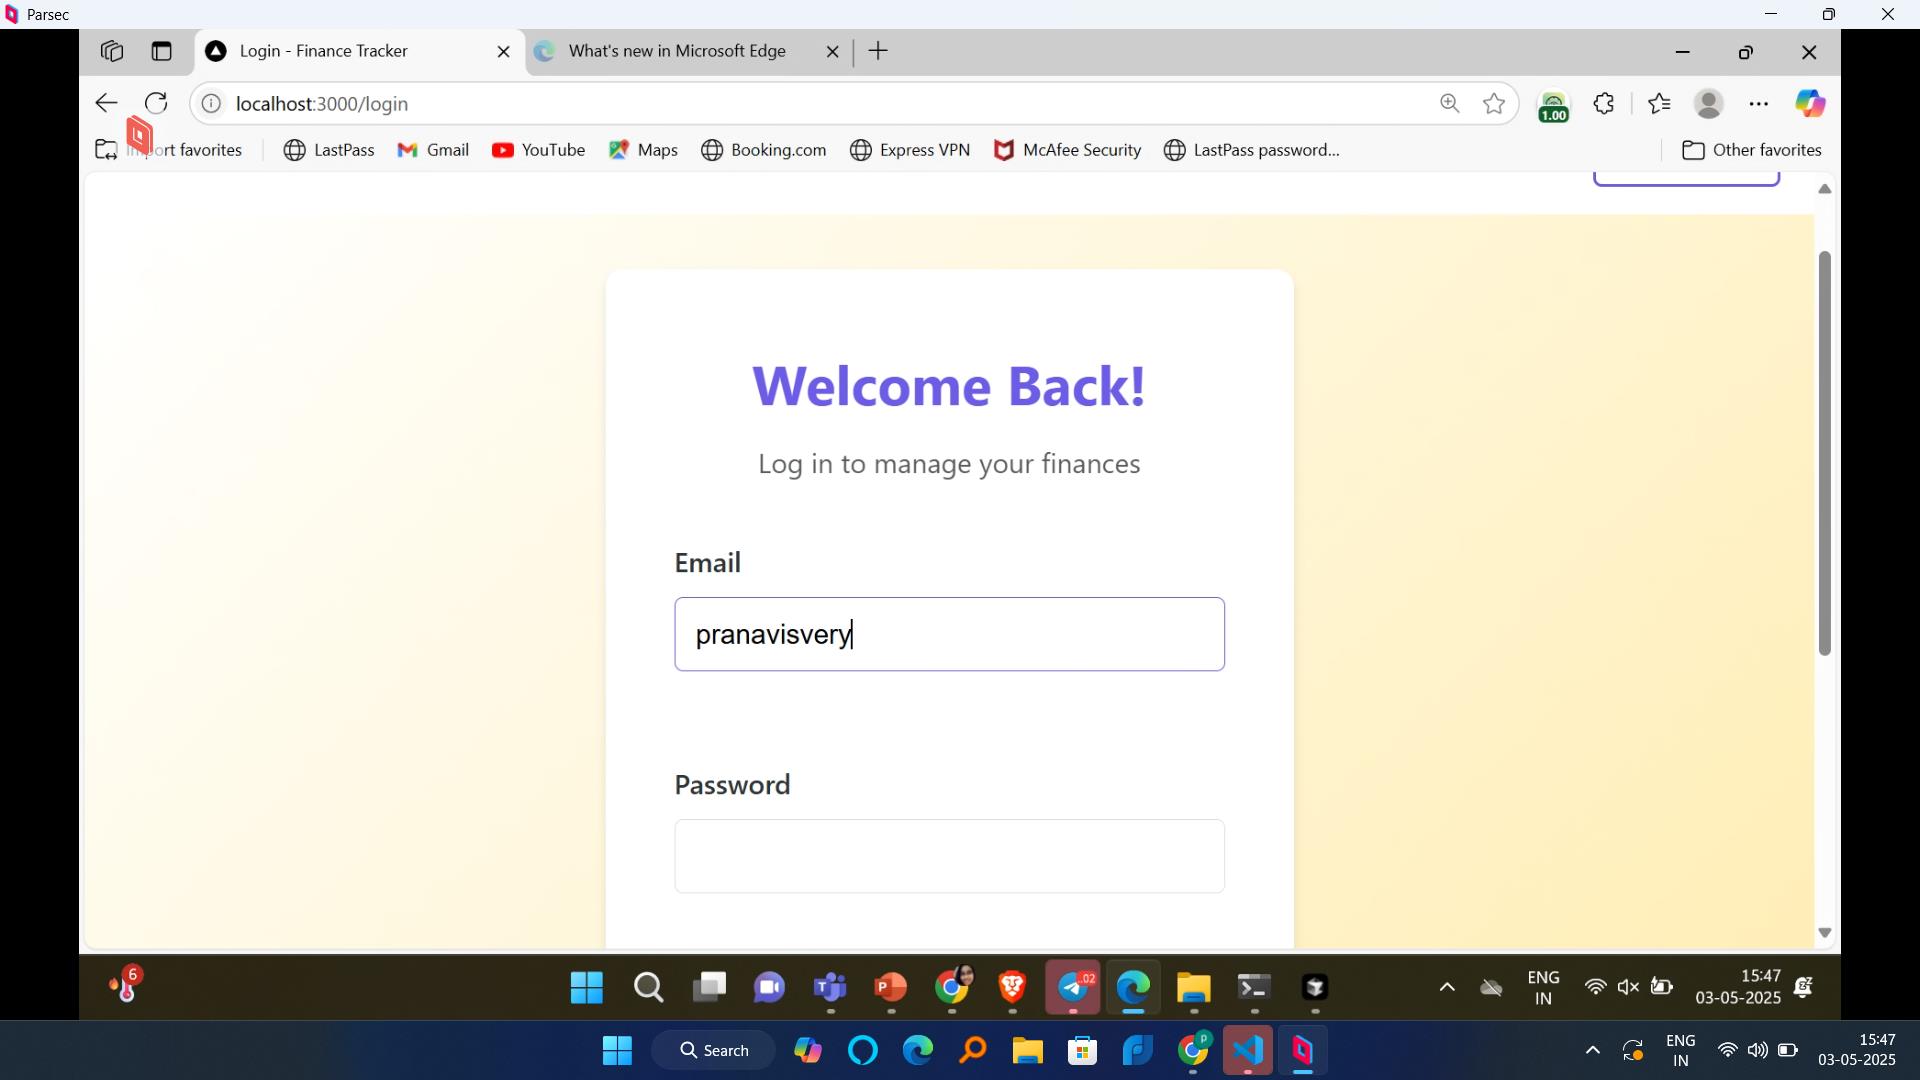 Parsec
Login - Finance Tracker
What's new in Microsoft Edge
localhost:3000/login
1.00
Import favorites
LastPass
Gmail
YouTube
Maps
Booking.com
Express VPN
McAfee Security
LastPass password...
Other favorites
Welcome Back!
Log in to manage your finances
Email
pranavisvery
Password
6
02
ENG
IN
15:47
03-05-2025
Search
ENG
IN
15:47
03-05-2025